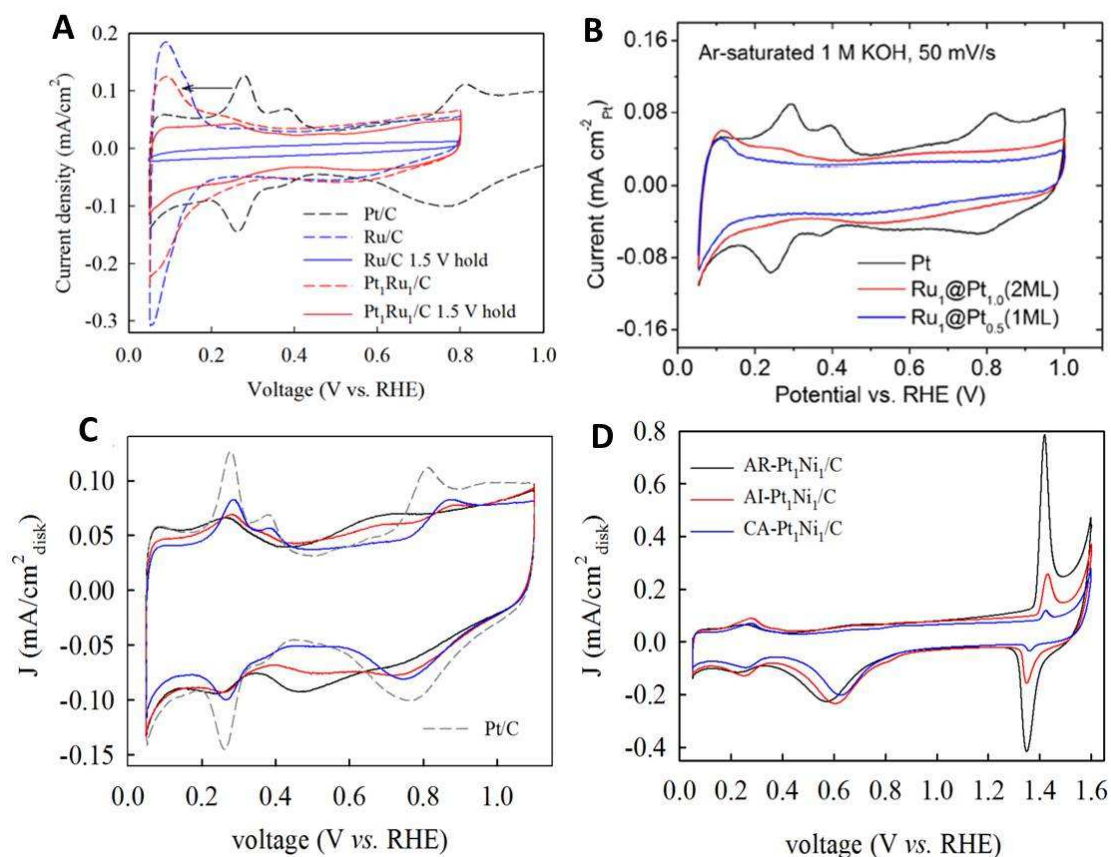 A
Current density (mA/cm²)
0.2
0.1
0.0
-0.1
-0.2
-0.3
Pt/C
Ru/C
Ru/C 1.5 V hold
Pt₁Ru₁/C
Pt₁Ru₁/C 1.5 V hold
0.0 0.2 0.4 0.6 0.8 1.0
Voltage (V vs. RHE)
B
Current (mA cm⁻²Pt)
0.16
0.08
0.00
-0.08
-0.16
Ar-saturated 1 M KOH, 50 mV/s
Pt
Ru₁@Pt₁.₀(2ML)
Ru₁@Pt₀.₅(1ML)
0.0 0.2 0.4 0.6 0.8 1.0
Potential vs. RHE (V)
C
J (mA/cm²disk)
0.10
0.05
0.00
-0.05
-0.10
-0.15
Pt/C
0.0 0.2 0.4 0.6 0.8 1.0
voltage (V vs. RHE)
D
J (mA/cm²disk)
0.8
0.6
0.4
0.2
0.0
-0.2
-0.4
AR-Pt₁Ni₁/C
AI-Pt₁Ni₁/C
CA-Pt₁Ni₁/C
0.0 0.2 0.4 0.6 0.8 1.0 1.2 1.4 1.6
voltage (V vs. RHE)